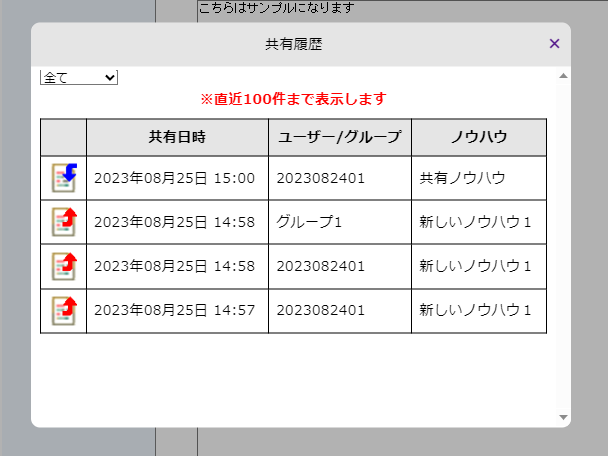 こちらはサンプルになります
共有履歴 ×
全て
※直近100件まで表示します
共有日時 ユーザー/グループ ノウハウ
2023年08月25日 15:00 2023082401 共有ノウハウ
2023年08月25日 14:58 グループ1 新しいノウハウ１
2023年08月25日 14:58 2023082401 新しいノウハウ１
2023年08月25日 14:57 2023082401 新しいノウハウ１